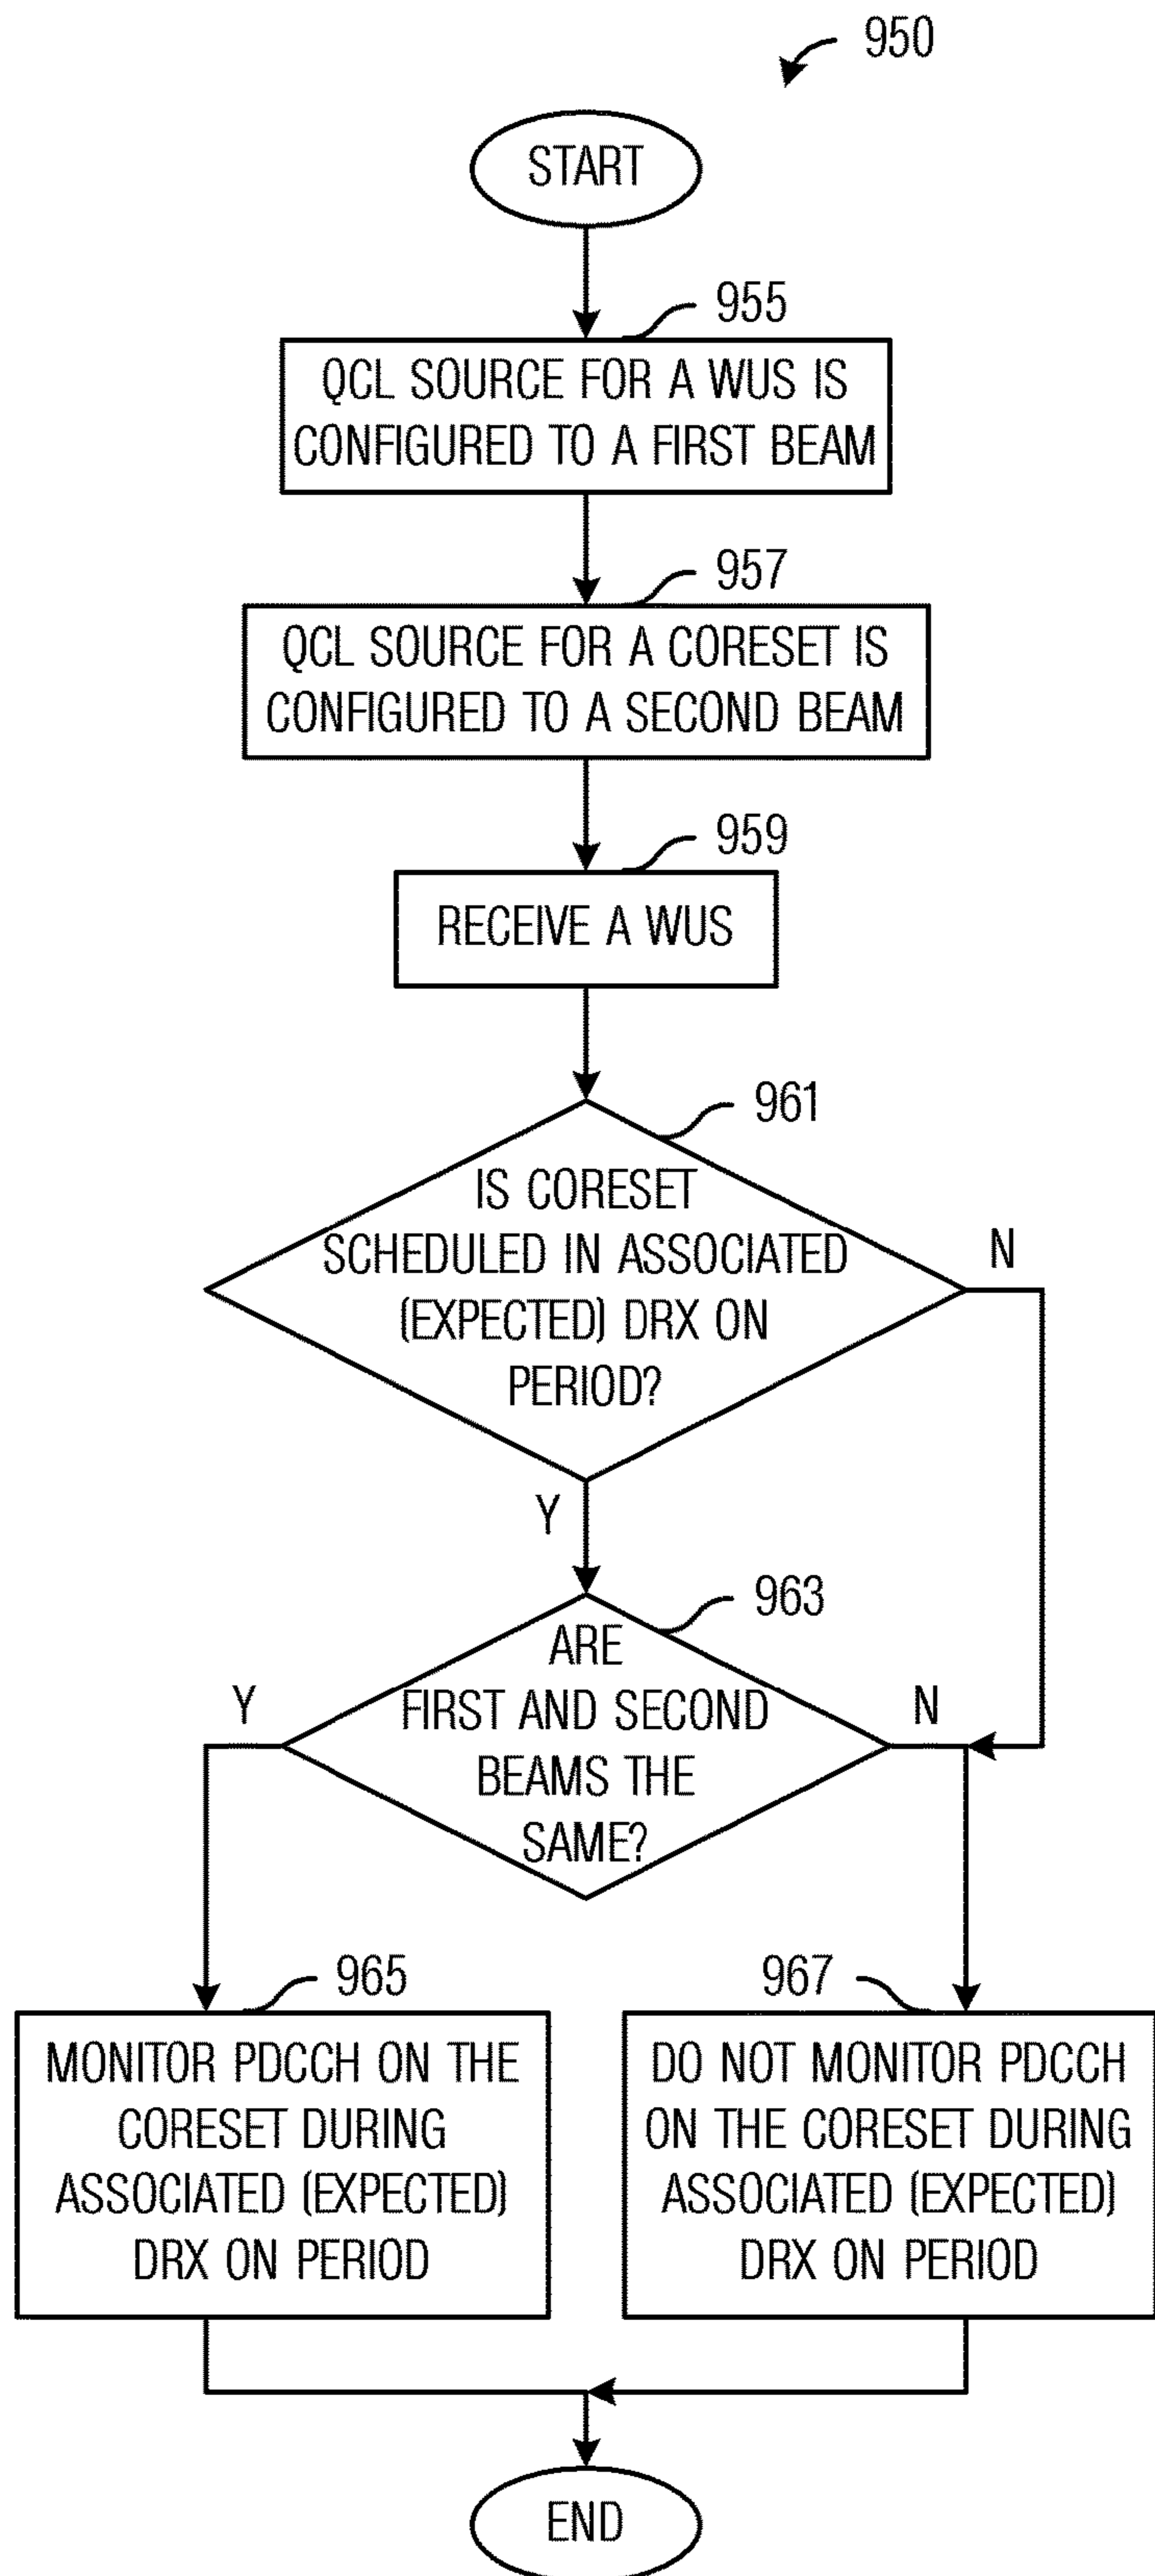 950
START
955
QCL SOURCE FOR A WUS IS
CONFIGURED TO A FIRST BEAM
957
QCL SOURCE FOR A CORESET IS
CONFIGURED TO A SECOND BEAM
959
RECEIVE A WUS
961
IS CORESET
SCHEDULED IN ASSOCIATED
(EXPECTED) DRX ON
PERIOD?
N
Y
963
ARE
FIRST AND SECOND
BEAMS THE
SAME?
Y
N
965
MONITOR PDCCH ON THE
CORESET DURING
ASSOCIATED (EXPECTED)
DRX ON PERIOD
967
DO NOT MONITOR PDCCH
ON THE CORESET DURING
ASSOCIATED (EXPECTED)
DRX ON PERIOD
END